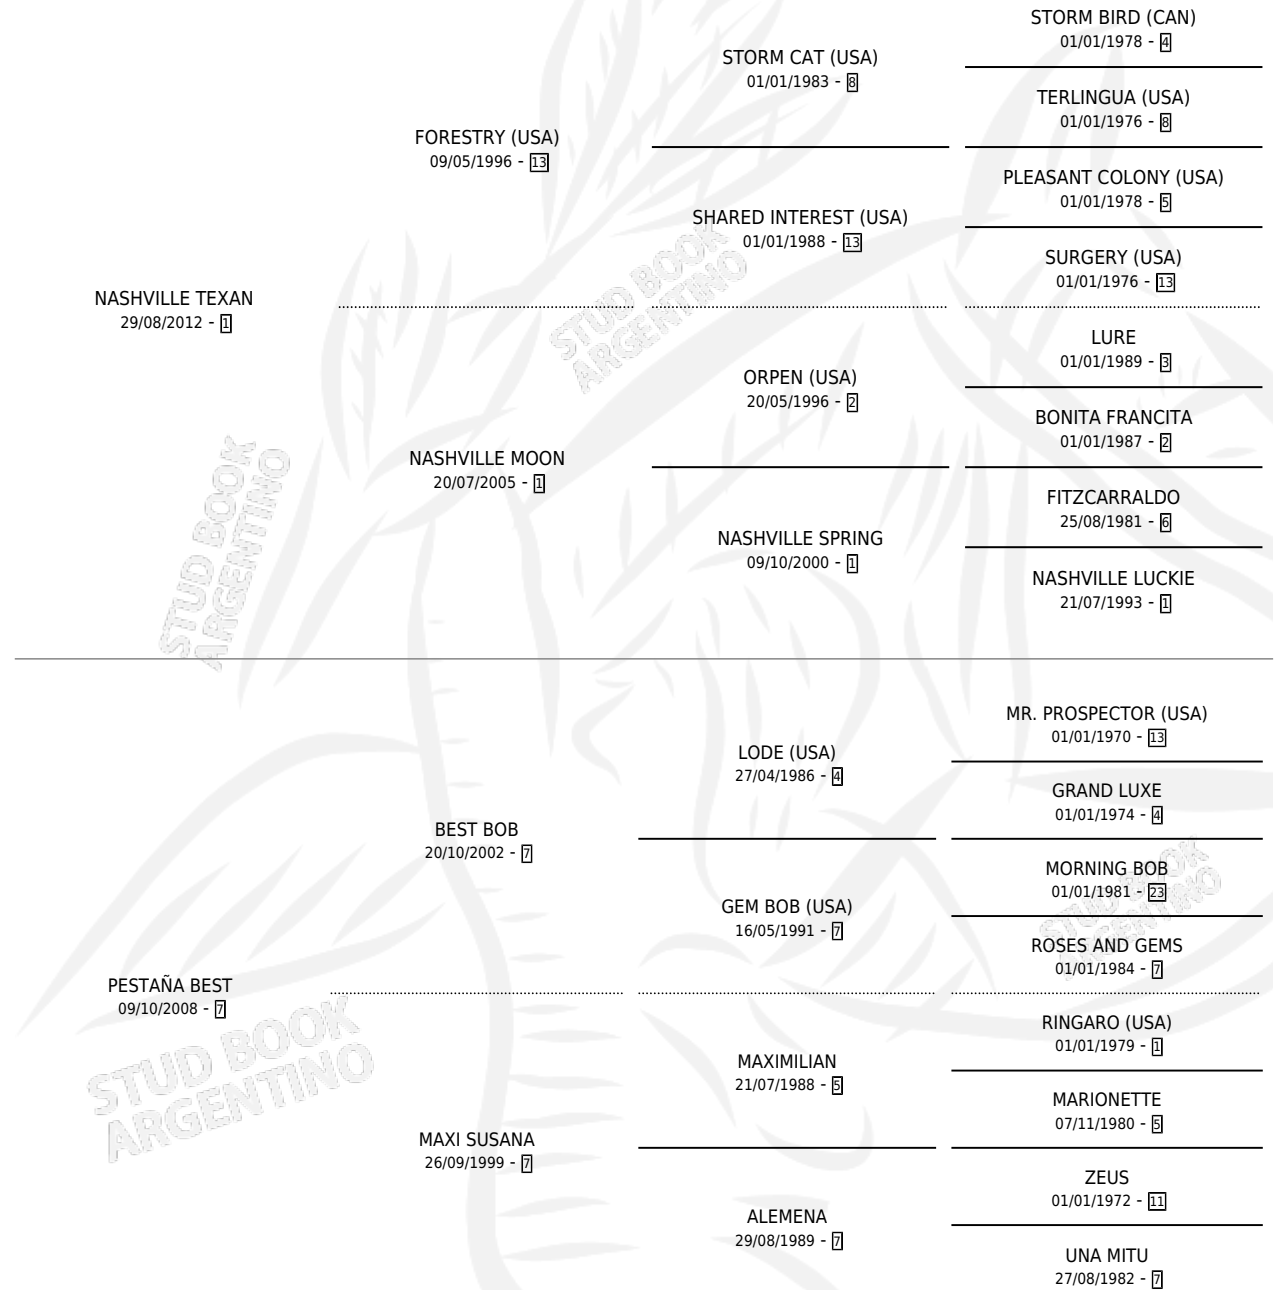 STORM BIRD (CAN)
01/01/1978 - 4
STORM CAT (USA)
01/01/1983 - 8
TERLINGUA (USA)
01/01/1976 - 8
FORESTRY (USA)
09/05/1996 - 13
PLEASANT COLONY (USA)
01/01/1978 - 5
SHARED INTEREST (USA)
01/01/1988 - 13
SURGERY (USA)
01/01/1976 - 13
NASHVILLE TEXAN
29/08/2012 - 1
LURE
01/01/1989 - 3
ORPEN (USA)
20/05/1996 - 2
BONITA FRANCITA
01/01/1987 - 2
NASHVILLE MOON
20/07/2005 - 1
FITZCARRALDO
25/08/1981 - 6
NASHVILLE SPRING
09/10/2000 - 1
NASHVILLE LUCKIE
21/07/1993 - 1
MR. PROSPECTOR (USA)
01/01/1970 - 13
LODE (USA)
27/04/1986 - 4
GRAND LUXE
01/01/1974 - 4
BEST BOB
20/10/2002 - 7
MORNING BOB
01/01/1981 - 23
GEM BOB (USA)
16/05/1991 - 7
ROSES AND GEMS
01/01/1984 - 7
PESTAÑA BEST
09/10/2008 - 7
RINGARO (USA)
01/01/1979 - 1
MAXIMILIAN
21/07/1988 - 5
MARIONETTE
07/11/1980 - 5
MAXI SUSANA
26/09/1999 - 7
ZEUS
01/01/1972 - 11
ALEMENA
29/08/1989 - 7
UNA MITU
27/08/1982 - 7
STUD BOOK
ARGENTINO
STUD BOOK
ARGENTINO
STUD BOOK
ARGENTINO
STUD BOOK
ARGENTINO